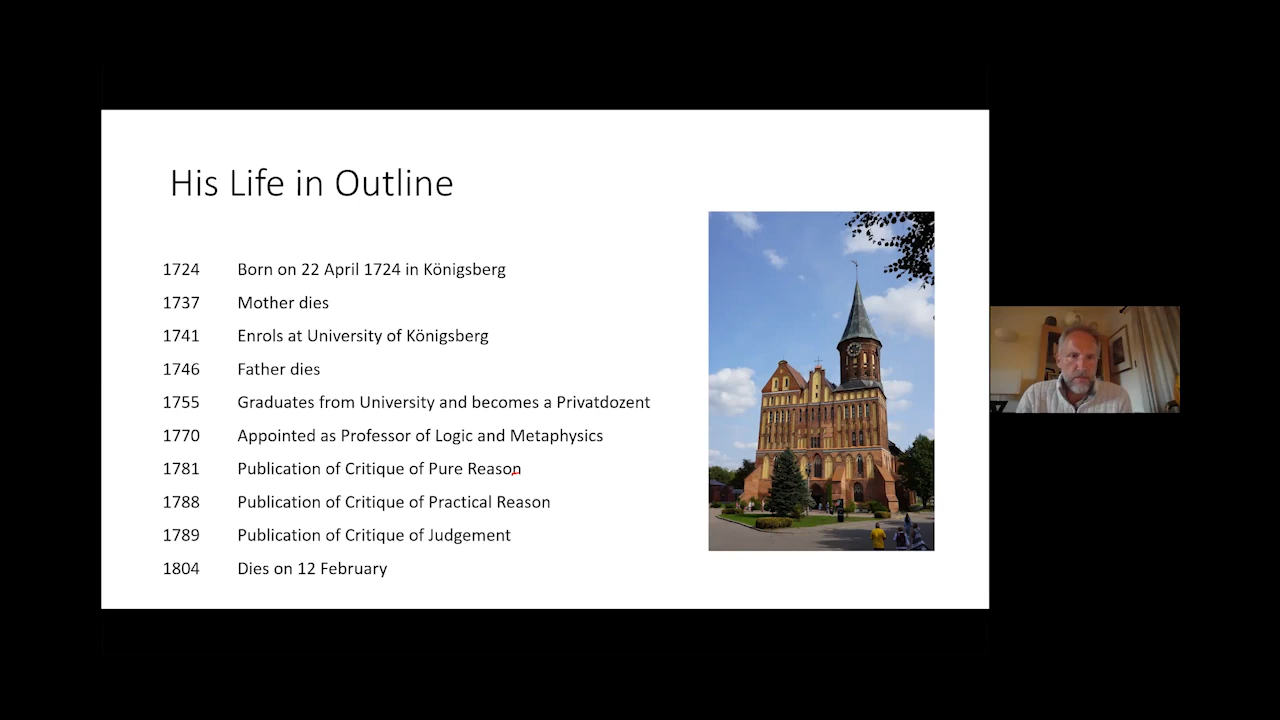 His Life in Outline
1724 Born on 22 April 1724 in Königsberg
1737 Mother dies
1741 Enrols at University of Königsberg
1746 Father dies
1755 Graduates from University and becomes a Privatdozent
1770 Appointed as Professor of Logic and Metaphysics
1781 Publication of Critique of Pure Reason
1788 Publication of Critique of Practical Reason
1789 Publication of Critique of Judgement
1804 Dies on 12 February